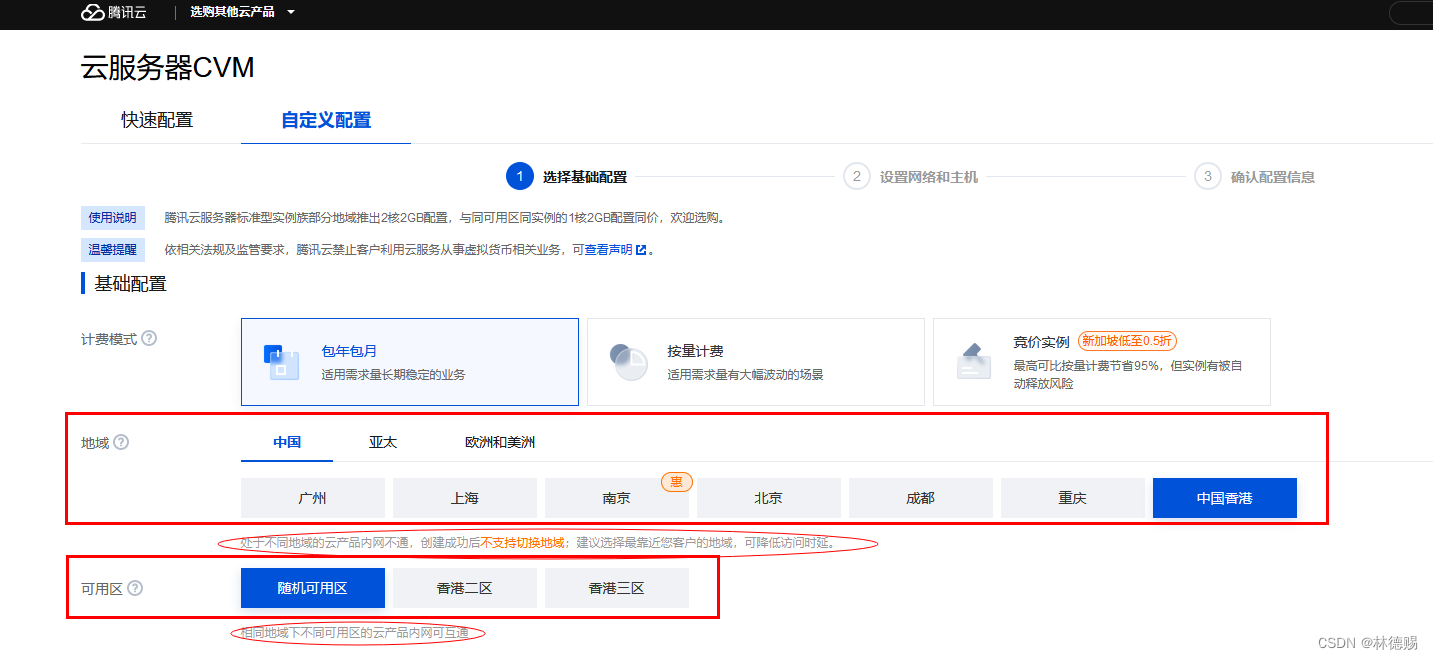 腾讯云 选购其他云产品
云服务器CVM
快速配置 自定义配置
1 选择基础配置 2 设置网络和主机 3 确认配置信息
使用说明 腾讯云服务器标准型实例族部分地域推出2核2GB配置，与同可用区同实例的1核2GB配置同价，欢迎选购。
温馨提醒 依相关法规及监管要求，腾讯云禁止客户利用云服务从事虚拟货币相关业务，可查看声明。
基础配置
计费模式 ?
包年包月
适用需求量长期稳定的业务
按量计费
适用需求量有大幅波动的场景
竞价实例 新加坡低至0.5折
最高可比按量计费节省95%，但实例有被自
动释放风险
地域 ? 中国 亚太 欧洲和美洲
惠
广州 上海 南京 北京 成都 重庆 中国香港
处于不同地域的云产品内网不通，创建成功后不支持切换地域；建议选择最靠近您客户的地域，可降低访问时延。
可用区 ? 随机可用区 香港二区 香港三区
相同地域下不同可用区的云产品内网可互通
CSDN @林德赐